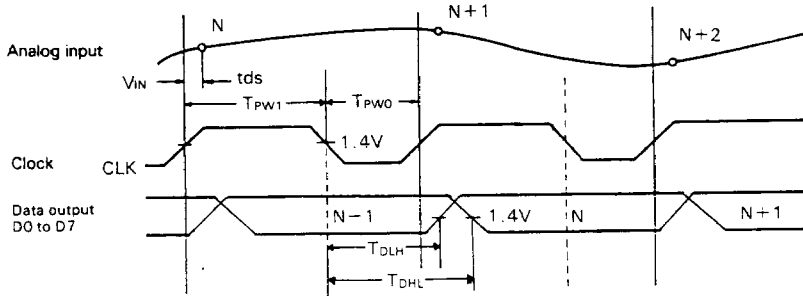 N
N+1
N+2
Analog input
VIN
tds
TPW1
TPW0
1.4V
Clock
CLK
Data output
D0 to D7
N-1
1.4V
N
N+1
TDLH
TDHL